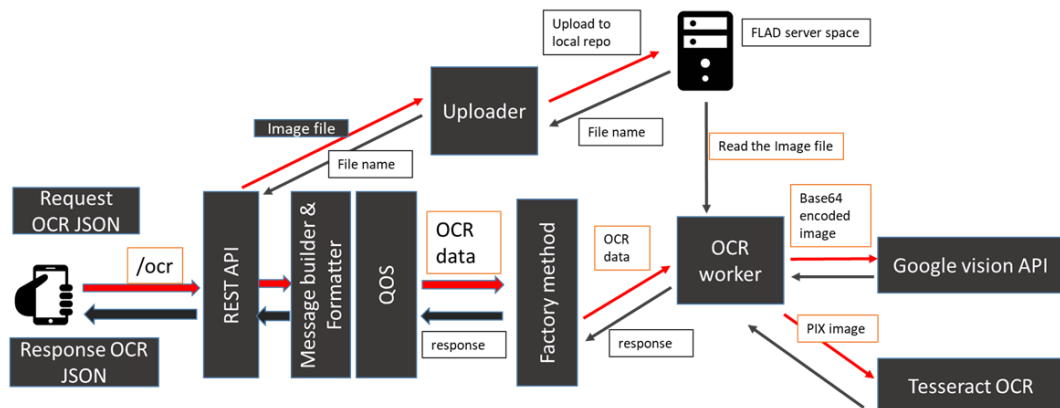 Upload to
local repo
FLAD server space
Image file
Uploader
File name
File name
Read the Image file
Request
OCR JSON
/ocr
REST API
Message builder &
Formatter
QOS
OCR
data
Factory method
OCR
data
OCR
worker
Base64
encoded
image
Google vision API
response
response
PIX image
Response OCR
JSON
Tesseract OCR